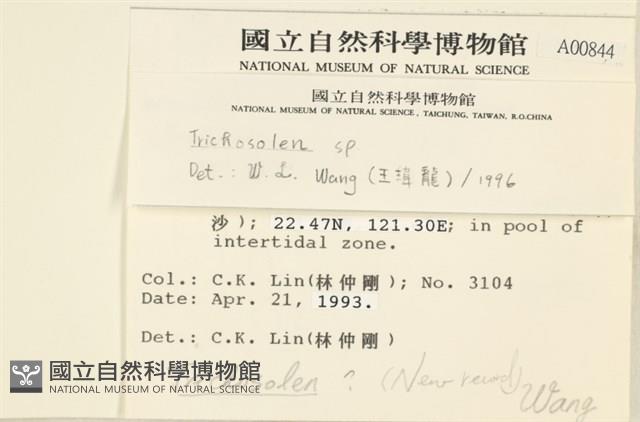 國立自然科學博物館 A00844
NATIONAL MUSEUM OF NATURAL SCIENCE
國立自然科學博物館
NATIONAL MUSEUM OF NATURAL SCIENCE, TAICHUNG, TAIWAN, R.O.CHINA
Trichosolen sp
Det.: W. L. Wang (王瑋龍) / 1996
沙); 22.47N, 121.30E; in pool of
intertidal zone.
Col.: C.K. Lin(林仲剛); No. 3104
Date: Apr. 21, 1993.
Det.: C.K. Lin(林仲剛)
國立自然科學博物館
NATIONAL MUSEUM OF NATURAL SCIENCE
? (New record)
Wang